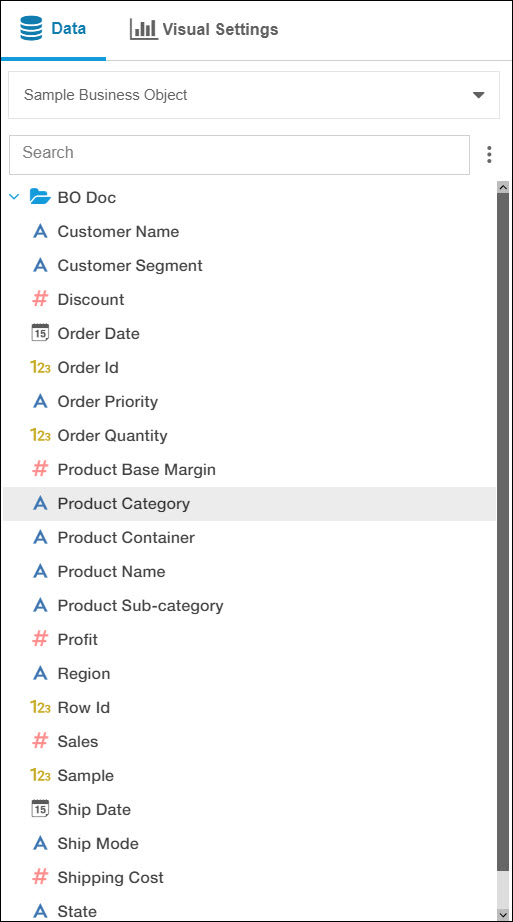 Data Visual Settings
Sample Business Object
Search
BO Doc
A Customer Name
A Customer Segment
# Discount
15 Order Date
123 Order Id
A Order Priority
123 Order Quantity
# Product Base Margin
A Product Category
A Product Container
A Product Name
A Product Sub-category
# Profit
A Region
123 Row Id
# Sales
123 Sample
15 Ship Date
A Ship Mode
# Shipping Cost
A State